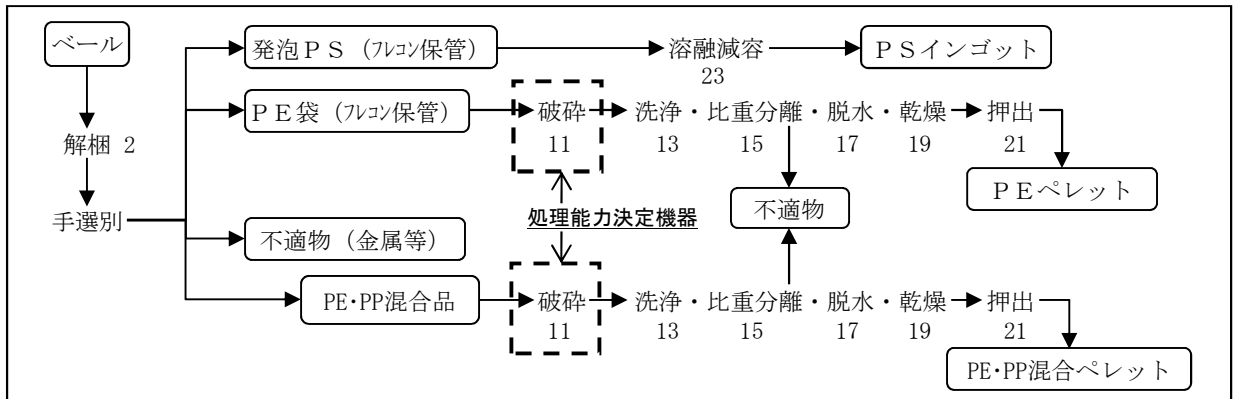 ベール
発泡ＰＳ（フレコン保管） 溶融減容 ＰＳインゴット
23
ＰＥ袋（フレコン保管） 破砕 洗浄・比重分離・脱水・乾燥 押出
解梱 2
11 13 15 17 19 21
ＰＥペレット
手選別
処理能力決定機器
不適物
不適物（金属等）
PE･PP混合品 破砕 洗浄・比重分離・脱水・乾燥 押出
11 13 15 17 19 21
PE･PP混合ペレット